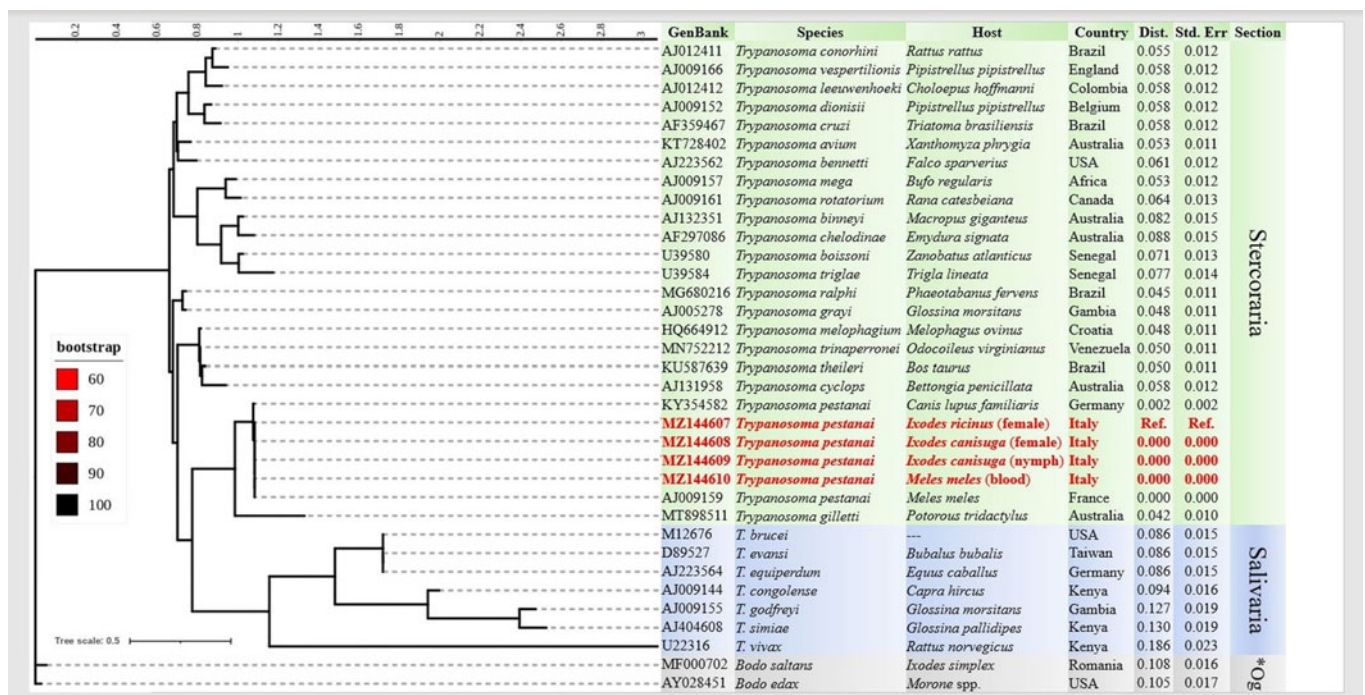 0.2 0.4 0.6 0.8 1 1.2 1.4 1.6 1.8 2 2.2 2.4 2.6 2.8 3
GenBank Species Host Country Dist. Std. Err Section
AJ012411 Trypanosoma conorhini Rattus rattus Brazil 0.055 0.012
AJ009166 Trypanosoma vespertilionis Pipistrellus pipistrellus England 0.058 0.012
AJ012412 Trypanosoma leeuwenhoeki Choloepus hoffmanni Colombia 0.058 0.012
AJ009152 Trypanosoma dionisii Pipistrellus pipistrellus Belgium 0.058 0.012
AF359467 Trypanosoma cruzi Triatoma brasiliensis Brazil 0.058 0.012
KT728402 Trypanosoma avium Xanthomyza phrygia Australia 0.053 0.011
AJ223562 Trypanosoma bennetti Falco sparverius USA 0.061 0.012
AJ009157 Trypanosoma mega Bufo regularis Africa 0.053 0.012
AJ009161 Trypanosoma rotatorium Rana catesbeiana Canada 0.064 0.013
AJ132351 Trypanosoma binneyi Macropus giganteus Australia 0.082 0.015
AF297086 Trypanosoma chelodinae Emydura signata Australia 0.088 0.015
U39580 Trypanosoma boissoni Zanobatus atlanticus Senegal 0.071 0.013
U39584 Trypanosoma triglae Trigla lineata Senegal 0.077 0.014
MG680216 Trypanosoma ralphi Phaeotabanus fervens Brazil 0.045 0.011
AJ005278 Trypanosoma grayi Glossina morsitans Gambia 0.048 0.011
HQ664912 Trypanosoma melophagium Melophagus ovinus Croatia 0.048 0.011
MN752212 Trypanosoma trinaperronei Odocoileus virginianus Venezuela 0.050 0.011
KU587639 Trypanosoma theileri Bos taurus Brazil 0.050 0.011
AJ131958 Trypanosoma cyclops Bettongia penicillata Australia 0.058 0.012
KY354582 Trypanosoma pestanai Canis lupus familiaris Germany 0.002 0.002
MZ144607 Trypanosoma pestanai Ixodes ricinus (female) Italy Ref. Ref.
MZ144608 Trypanosoma pestanai Ixodes canisuga (female) Italy 0.000 0.000
MZ144609 Trypanosoma pestanai Ixodes canisuga (nymph) Italy 0.000 0.000
MZ144610 Trypanosoma pestanai Meles meles (blood) Italy 0.000 0.000
AJ009159 Trypanosoma pestanai Meles meles France 0.000 0.000
MT898511 Trypanosoma gilletti Potorous tridactylus Australia 0.042 0.010
Stercoraria
M12676 T. brucei --- USA 0.086 0.015
D89527 T. evansi Bubalus bubalis Taiwan 0.086 0.015
AJ223564 T. equiperdum Equus caballus Germany 0.086 0.015
AJ009144 T. congolense Capra hircus Kenya 0.094 0.016
AJ009155 T. godfreyi Glossina morsitans Gambia 0.127 0.019
AJ404608 T. simiae Glossina pallidipes Kenya 0.130 0.019
U22316 T. vivax Rattus norvegicus Kenya 0.186 0.023
Salivaria
MF000702 Bodo saltans Ixodes simplex Romania 0.108 0.016
AY028451 Bodo edax Morone spp. USA 0.105 0.017
*Og
bootstrap
60
70
80
90
100
Tree scale: 0.5